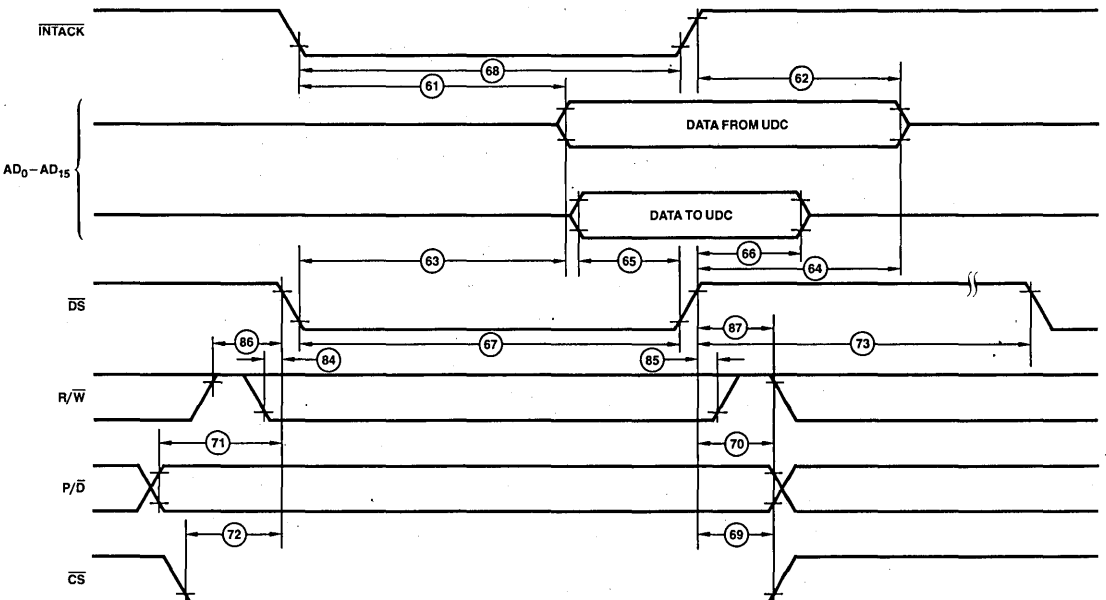 INTACK
68
61
62
DATA FROM UDC
AD0–AD15
DATA TO UDC
63
65
66
64
DS
87
86
84
67
85
73
R/W
71
70
P/D
72
69
CS